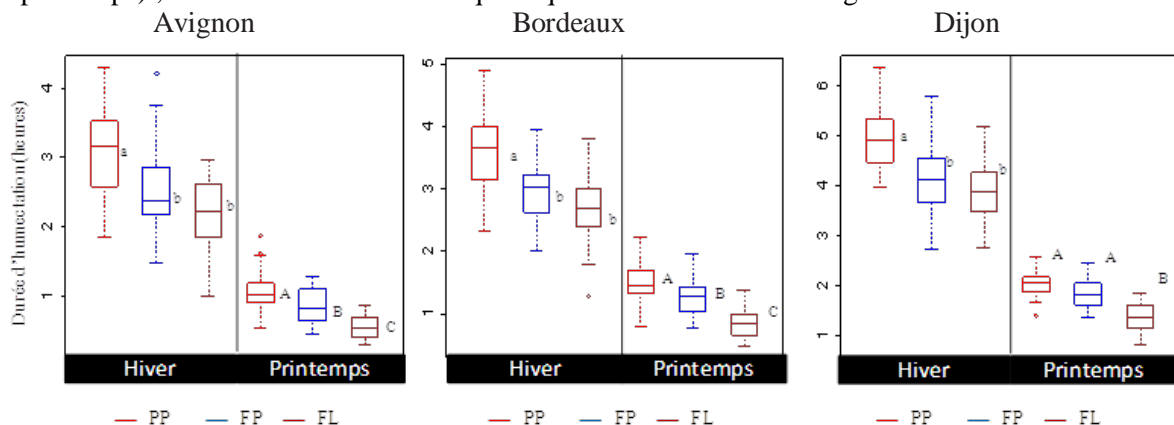 Avignon Bordeaux Dijon
Durée d'humectation (heures)
4
3
2
1
a
b
b
A
B
C
Hiver Printemps
5
4
3
2
1
a
b
b
A
B
C
Hiver Printemps
6
5
4
3
2
1
a
b
b
A
A
B
Hiver Printemps
PP FP FL PP FP FL PP FP FL